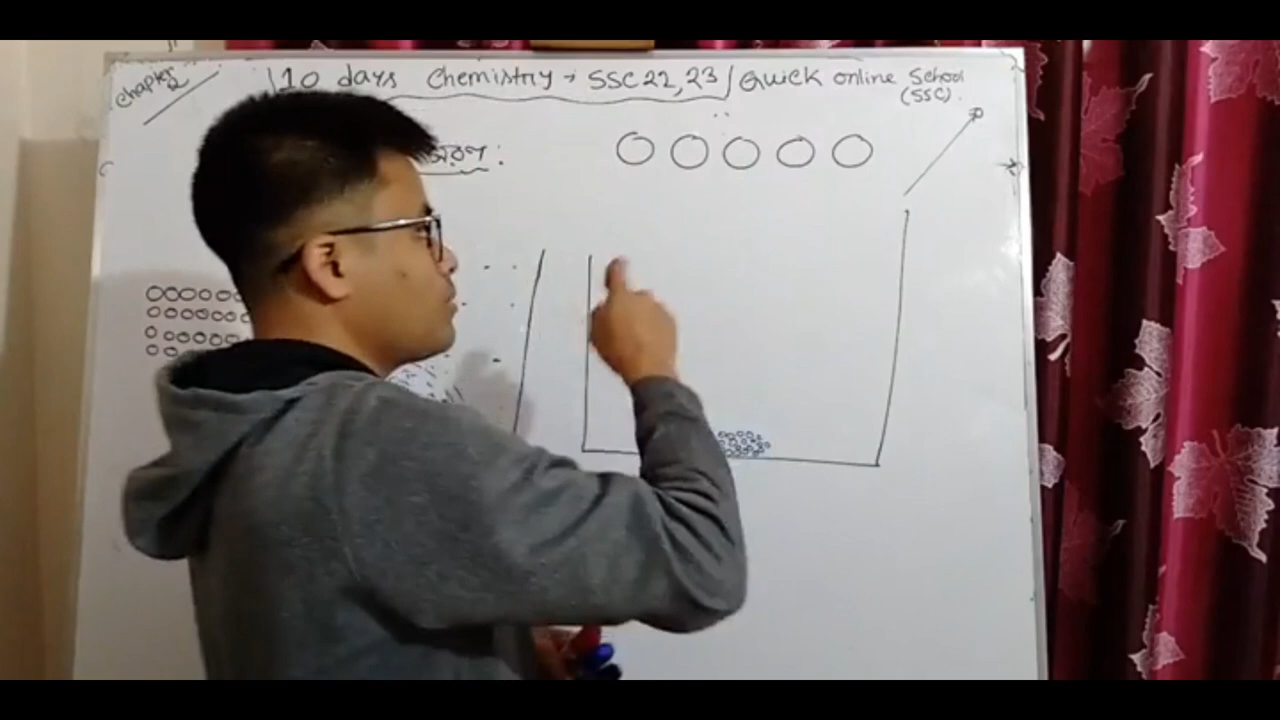 Chapter 2
10 days Chemistry → SSC 22, 23 / Quick online School
(SSC).